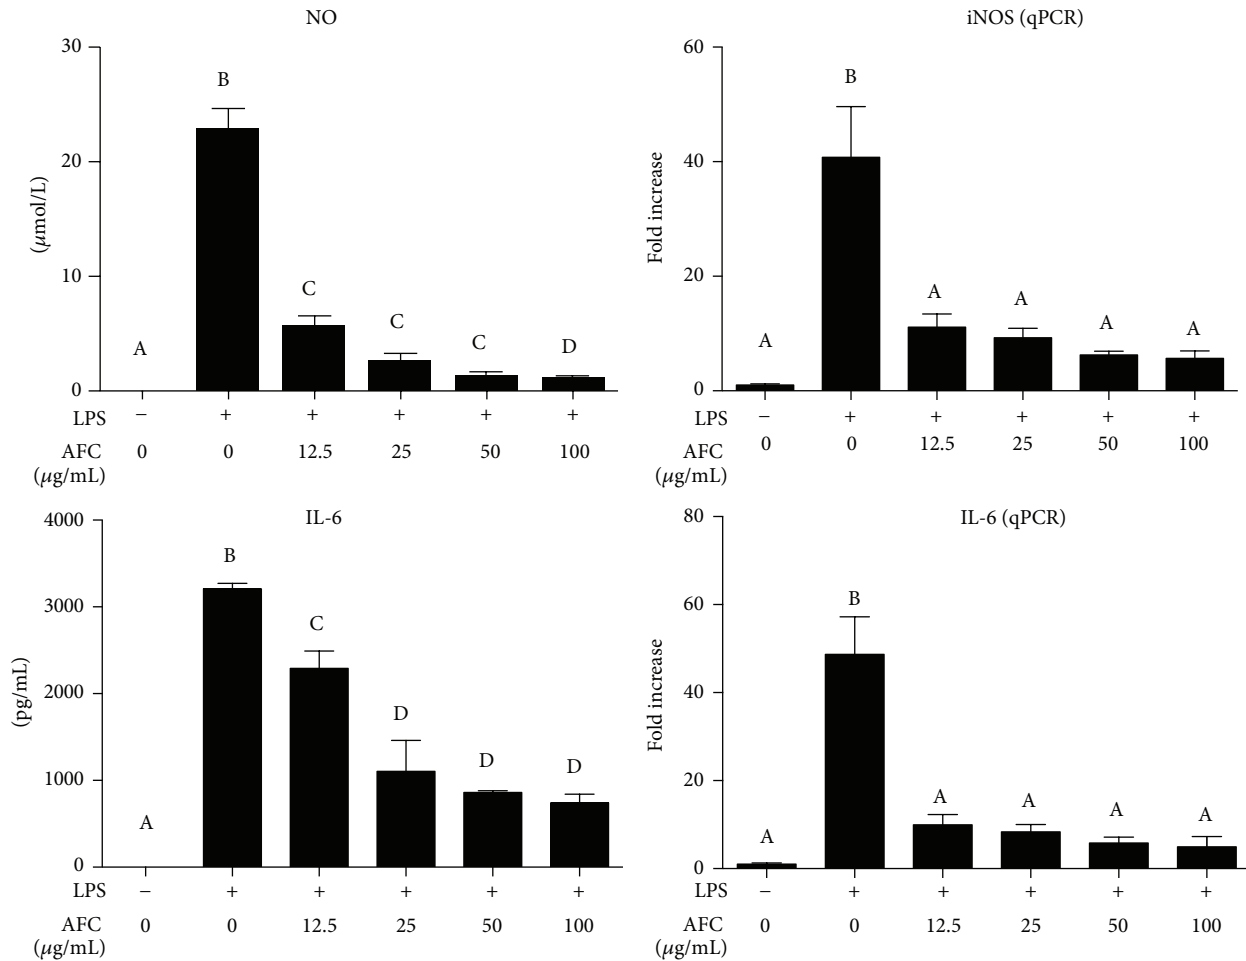 NO
30
20
10
0
(μmol/L)
A
B
C
C
C
D
LPS − + + + + +
AFC 0 0 12.5 25 50 100
(μg/mL)
iNOS (qPCR)
60
40
20
0
Fold increase
A
B
A
A
A
A
LPS − + + + + +
AFC 0 0 12.5 25 50 100
(μg/mL)
IL-6
4000
3000
2000
1000
0
(pg/mL)
A
B
C
D
D
D
LPS − + + + + +
AFC 0 0 12.5 25 50 100
(μg/mL)
IL-6 (qPCR)
80
60
40
20
0
Fold increase
A
B
A
A
A
A
LPS − + + + + +
AFC 0 0 12.5 25 50 100
(μg/mL)